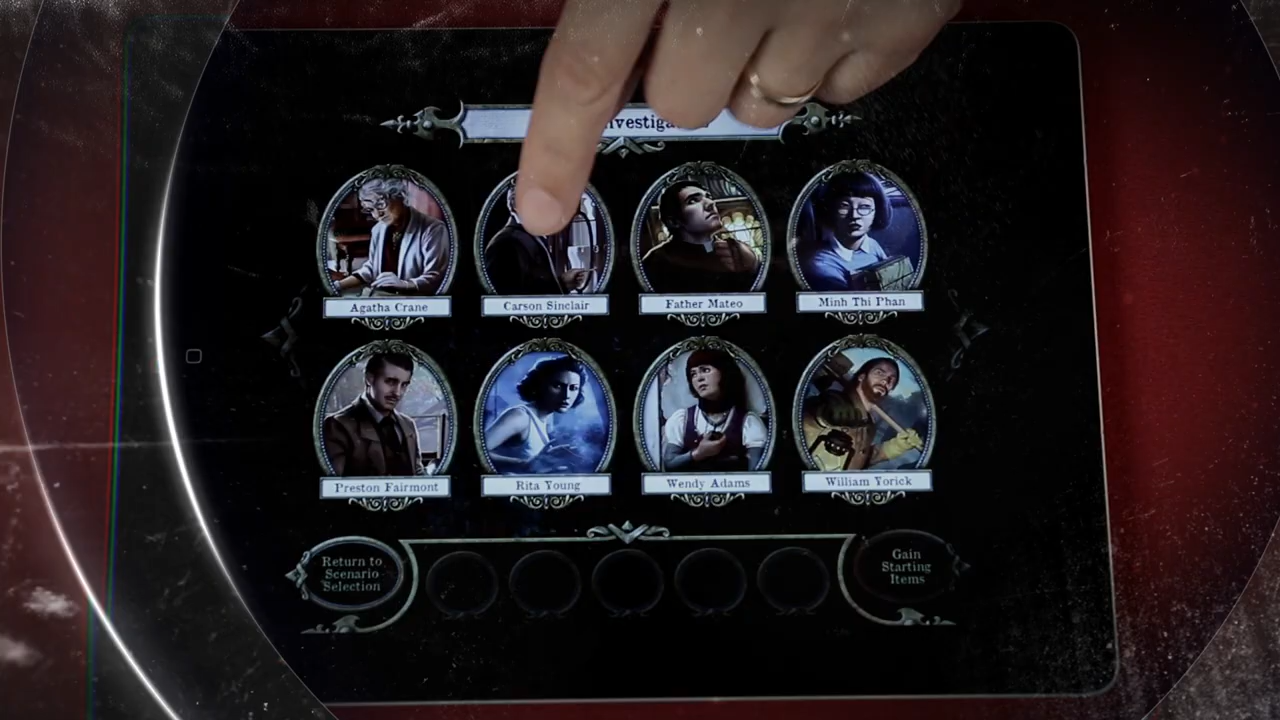 Agatha Crane
Carson Sinclair
Father Mateo
Minh Thi Phan
Preston Fairmont
Rita Young
Wendy Adams
William Yorick
Return to
Scenario
Selection
Gain
Starting
Items